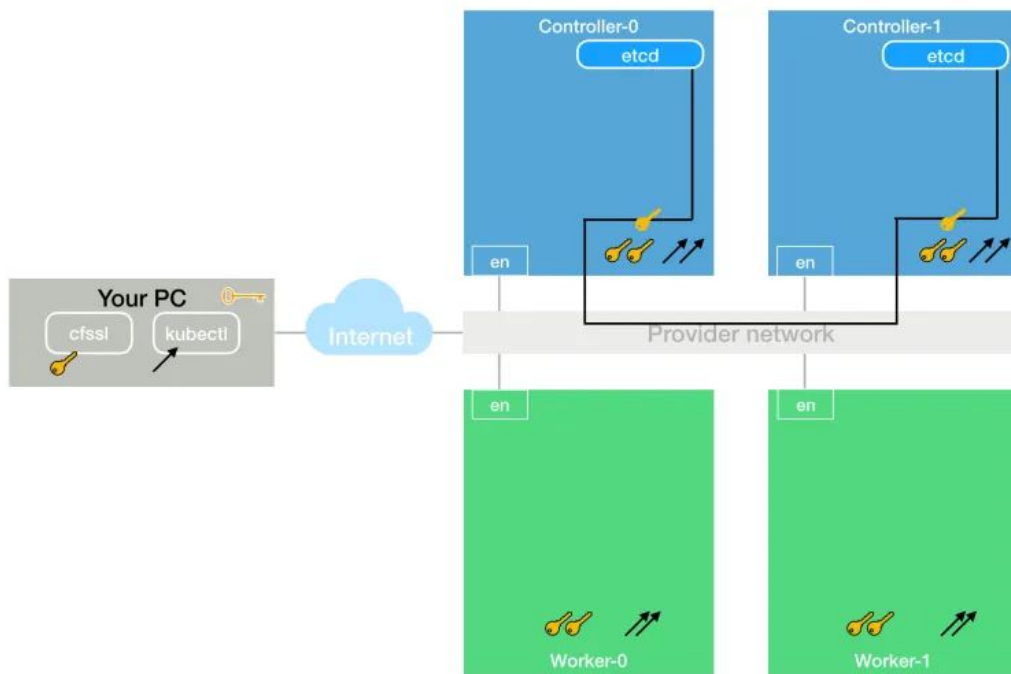 Controller-0
etcd
Controller-1
etcd
en
en
Your PC
cfssl
kubectl
Internet
Provider network
en
en
Worker-0
Worker-1